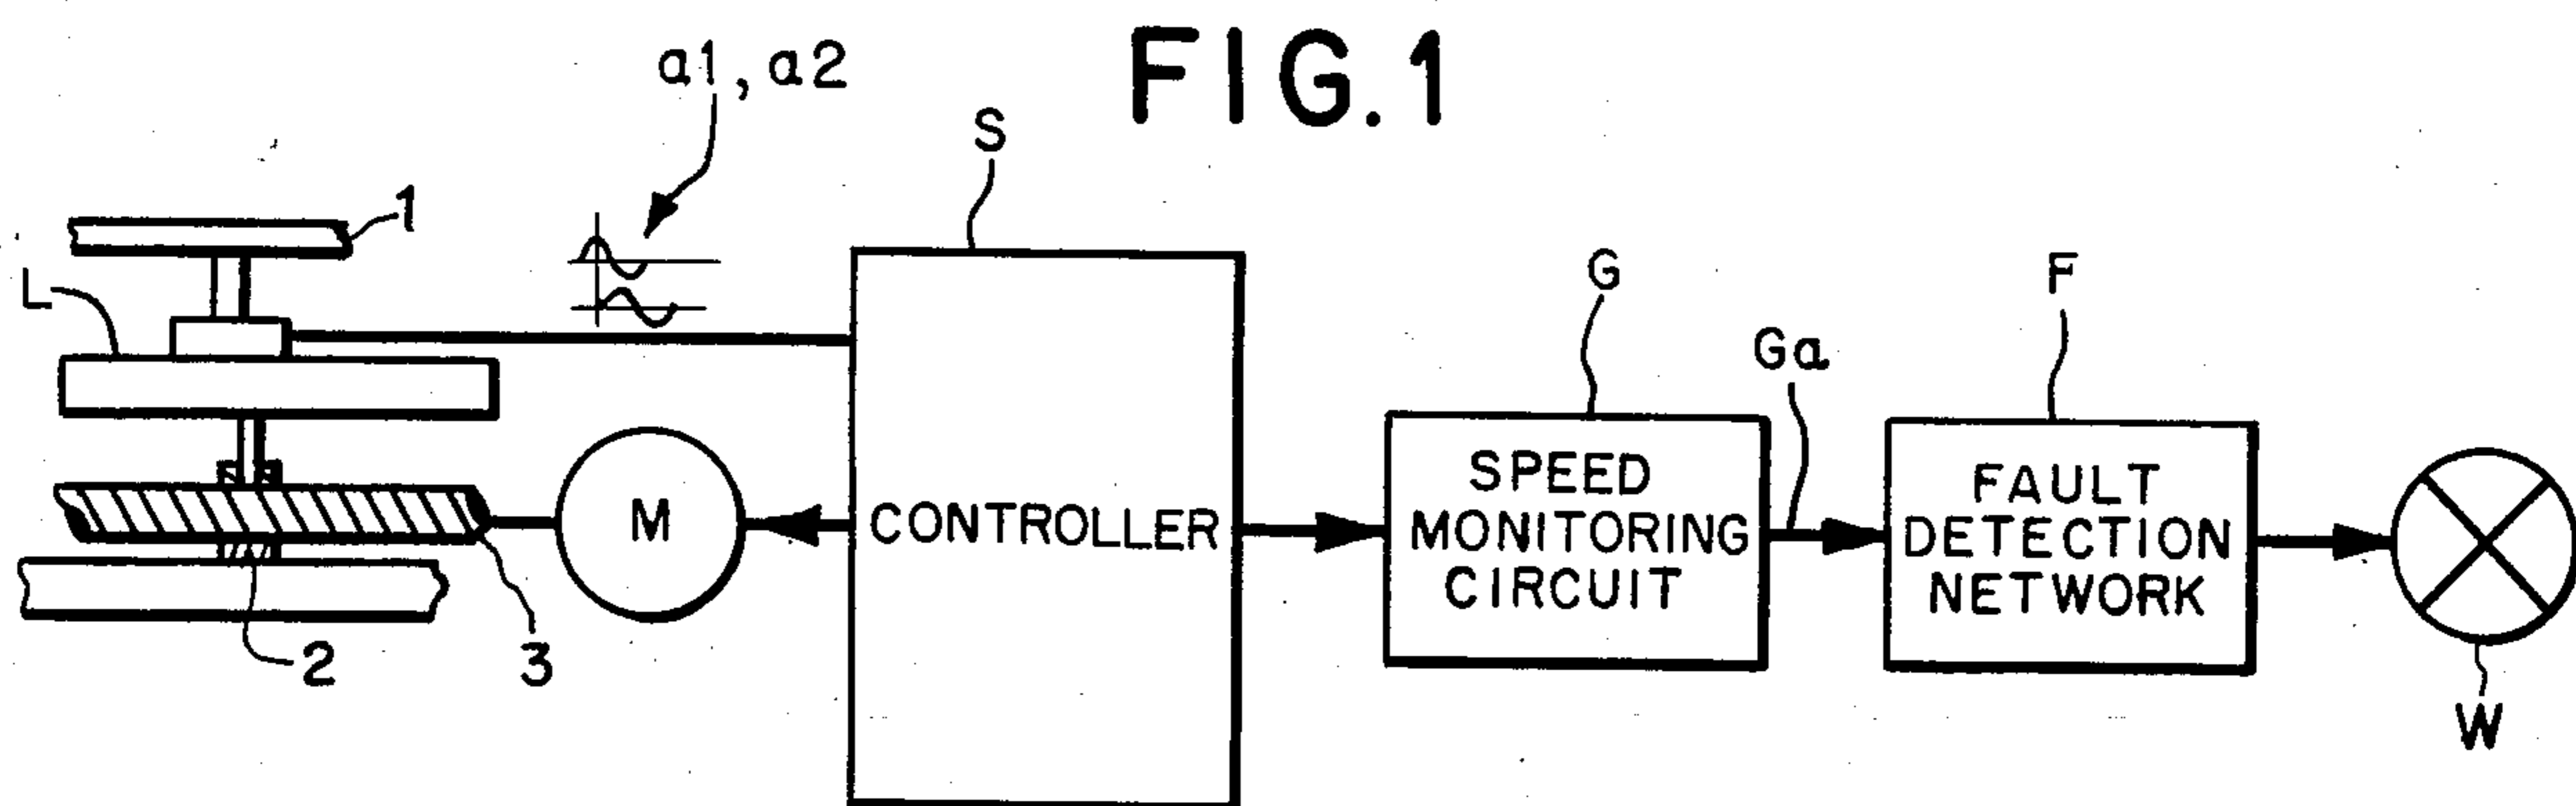 FIG.1
a1, a2
S
1
L
G
F
Ga
M
CONTROLLER
SPEED
MONITORING
CIRCUIT
FAULT
DETECTION
NETWORK
2
3
W